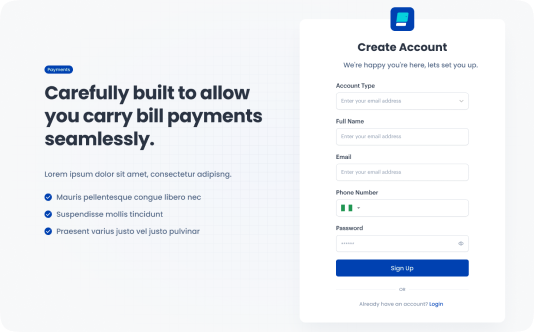 Payments
Carefully built to allow
you carry bill payments
seamlessly.
Lorem ipsum dolor sit amet, consectetur adipisng.
Mauris pellentesque congue libero nec
Suspendisse mollis tincidunt
Praesent varius justo vel justo pulvinar
Create Account
We're happy you're here, lets set you up.
Account Type
Enter your email address
Full Name
Enter your email address
Email
Enter your email address
Phone Number
Password
••••••
Sign Up
OR
Already have an account? Login